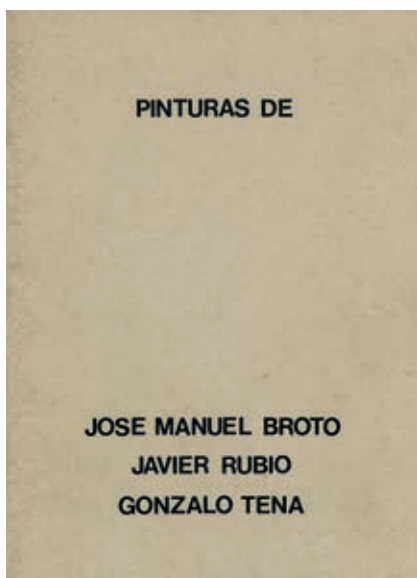 PINTURAS DE
JOSE MANUEL BROTO
JAVIER RUBIO
GONZALO TENA